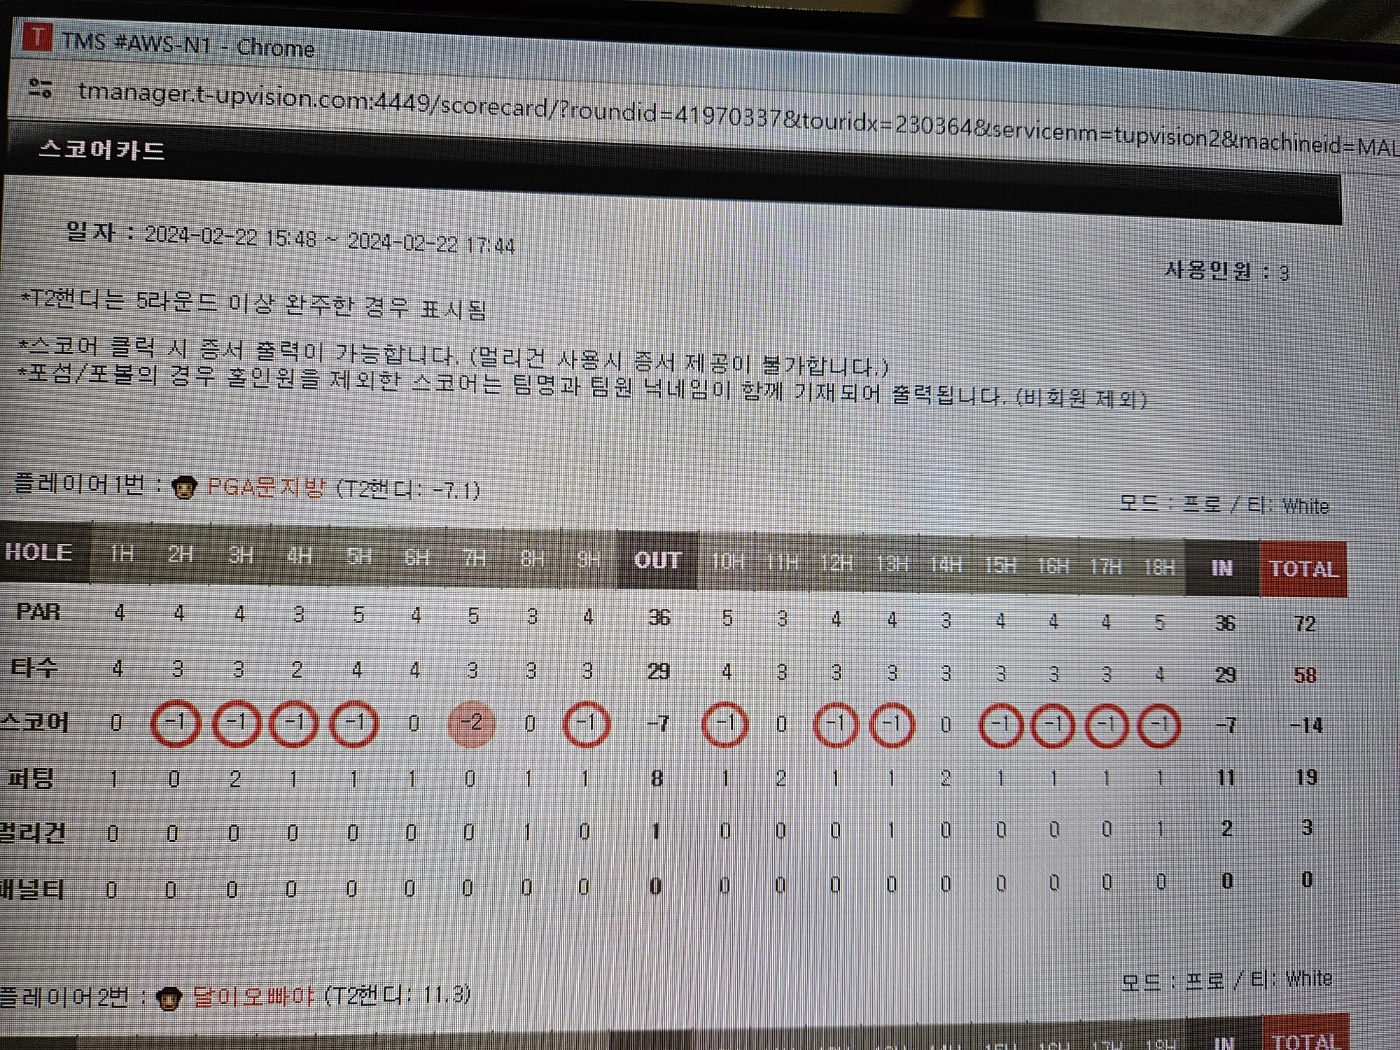 T TMS #AWS-N1 - Chrome
tmanager.t-upvision.com:4449/scorecard/?roundid=41970337&touridx=230364&servicenm=tupvision2&machineid=MAL
스코어카드
일자 : 2024-02-22 15:48 ~ 2024-02-22 17:44
사용인원 : 3
*T2핸디는 5라운드 이상 완주한 경우 표시됨
*스코어 클릭 시 증서 출력이 가능합니다. (멀리건 사용시 증서 제공이 불가합니다.)
*포섬/포볼의 경우 홀인원을 제외한 스코어는 팀명과 팀원 닉네임이 함께 기재되어 출력됩니다. (비회원 제외)
플레이어1번 : PGA문지방 (T2핸디: -7.1)
모드 : 프로 / 티: White
HOLE 1H 2H 3H 4H 5H 6H 7H 8H 9H OUT 10H 11H 12H 13H 14H 15H 16H 17H 18H IN TOTAL
PAR 4 4 4 3 5 4 5 3 4 36 5 3 4 4 3 4 4 4 5 36 72
타수 4 3 3 2 4 4 3 3 3 29 4 3 3 3 3 3 3 3 4 29 58
스코어 0 -1 -1 -1 -1 0 -2 0 -1 -7 -1 0 -1 -1 0 -1 -1 -1 -1 -7 -14
퍼팅 1 0 2 1 1 1 0 1 1 8 1 2 1 1 2 1 1 1 1 11 19
멀리건 0 0 0 0 0 0 0 1 0 1 0 0 0 1 0 0 0 0 1 2 3
패널티 0 0 0 0 0 0 0 0 0 0 0 0 0 0 0 0 0 0 0 0 0
플레이어2번 : 달이오빠야 (T2핸디: 11.3)
모드 : 프로 / 티: White
15H 16H 17H 18H IN TOTAL